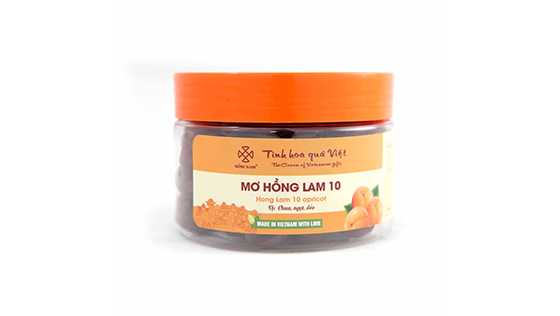 HỒNG LAM
Tinh hoa quà Việt
The Cream of Vietnamese gifts
MƠ HỒNG LAM 10
Hong Lam 10 apricot
Vị: Chua, ngọt, dẻo
MADE IN VIETNAM WITH LOVE